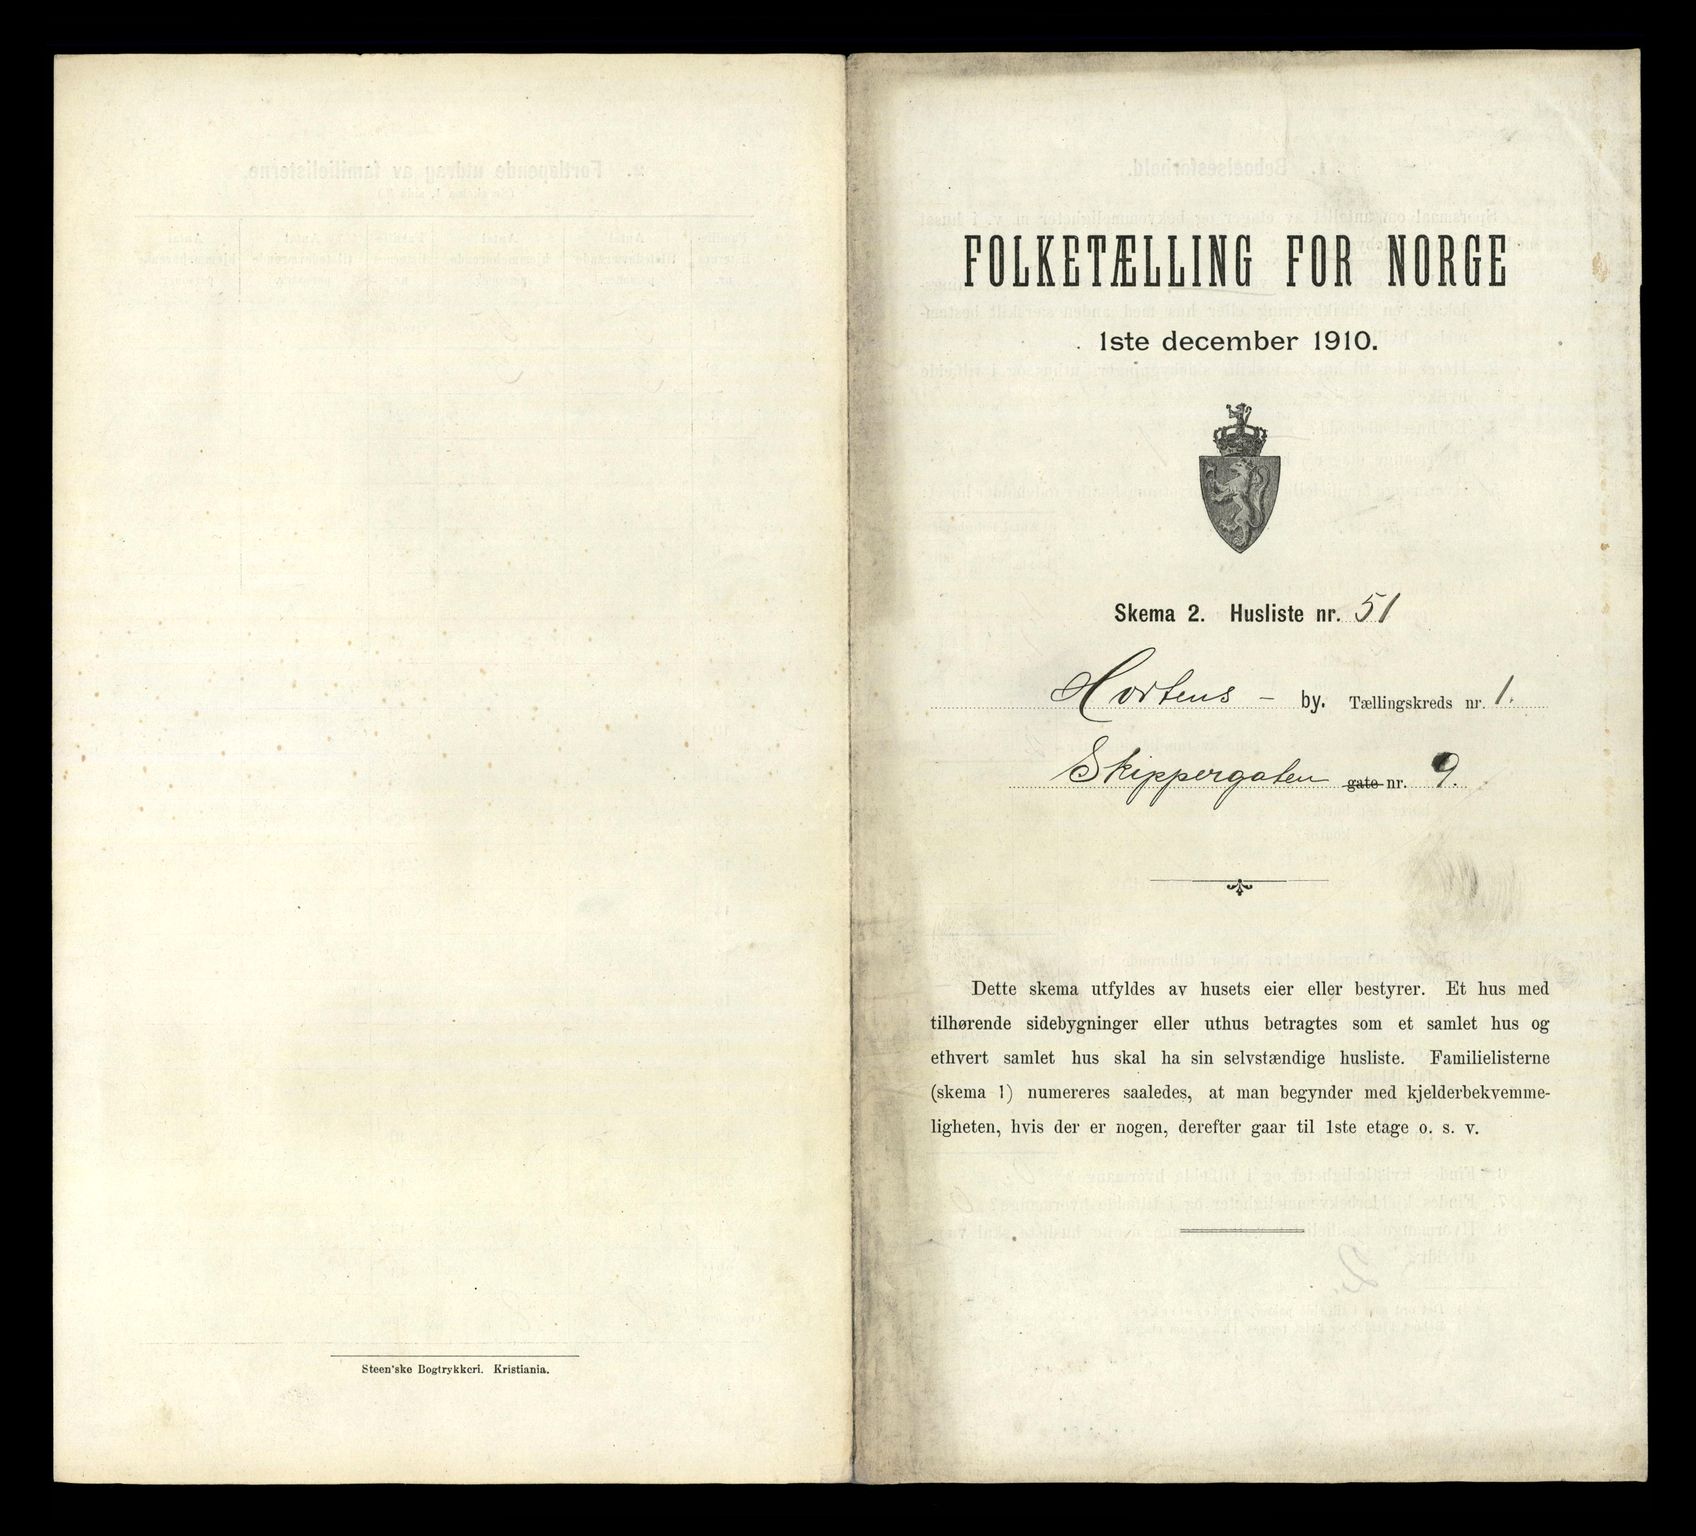 Steen'ske Bogtrykkeri. Kristiania.
FOLKETÆLLING FOR NORGE
1ste december 1910.
Skema 2. Husliste nr. 51
Hortens - by. Tællingskreds nr. 1.
Skippergaten gate nr. 9.
Dette skema utfyldes av husets eier eller bestyrer. Et hus med
tilhørende sidebygninger eller uthus betragtes som et samlet hus og
ethvert samlet hus skal ha sin selvstændige husliste. Familielisterne
(skema 1) numereres saaledes, at man begynder med kjelderbekvemme-
ligheten, hvis der er nogen, derefter gaar til 1ste etage o. s. v.